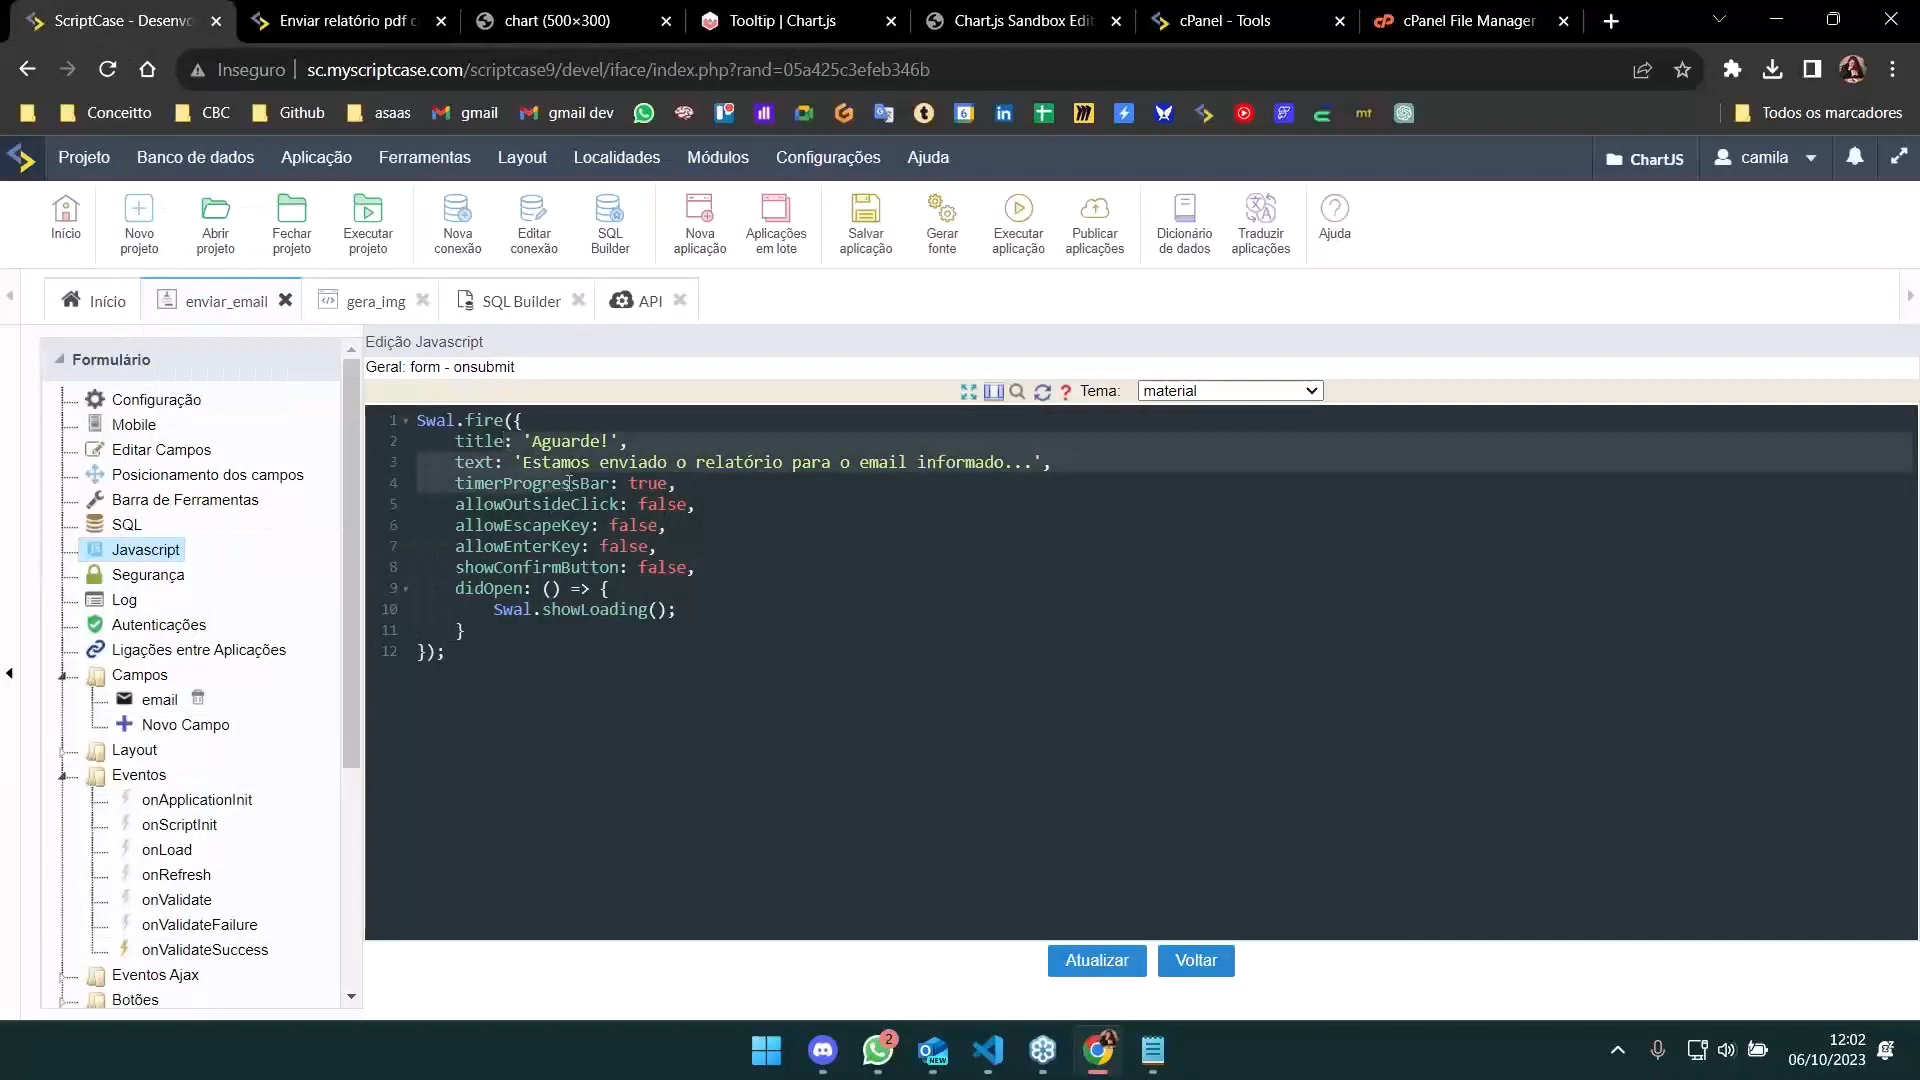 ScriptCase - Desenvo
Enviar relatório pdf c
chart (500×300)
Tooltip | Chart.js
Chart.js Sandbox Edit
cPanel - Tools
cPanel File Manager
Inseguro
sc.myscriptcase.com/scriptcase9/devel/iface/index.php?rand=05a425c3efeb346b
Conceitto
CBC
Github
asaas
gmail
gmail dev
Todos os marcadores
Projeto
Banco de dados
Aplicação
Ferramentas
Layout
Localidades
Módulos
Configurações
Ajuda
ChartJS
camila
Início
Novo projeto
Abrir projeto
Fechar projeto
Executar projeto
Nova conexão
Editar conexão
SQL Builder
Nova aplicação
Aplicações em lote
Salvar aplicação
Gerar fonte
Executar aplicação
Publicar aplicações
Dicionário de dados
Traduzir aplicações
Ajuda
Início
enviar_email
gera_img
SQL Builder
API
Formulário
Configuração
Mobile
Editar Campos
Posicionamento dos campos
Barra de Ferramentas
SQL
Javascript
Segurança
Log
Autenticações
Ligações entre Aplicações
Campos
email
Novo Campo
Layout
Eventos
onApplicationInit
onScriptInit
onLoad
onRefresh
onValidate
onValidateFailure
onValidateSuccess
Eventos Ajax
Botões
Edição Javascript
Geral: form - onsubmit
Tema: material
1 Swal.fire({
2 title: 'Aguarde!',
3 text: 'Estamos enviado o relatório para o email informado...',
4 timerProgressBar: true,
5 allowOutsideClick: false,
6 allowEscapeKey: false,
7 allowEnterKey: false,
8 showConfirmButton: false,
9 didOpen: () => {
10 Swal.showLoading();
11 }
12 });
Atualizar
Voltar
2
NEW
12:02
06/10/2023